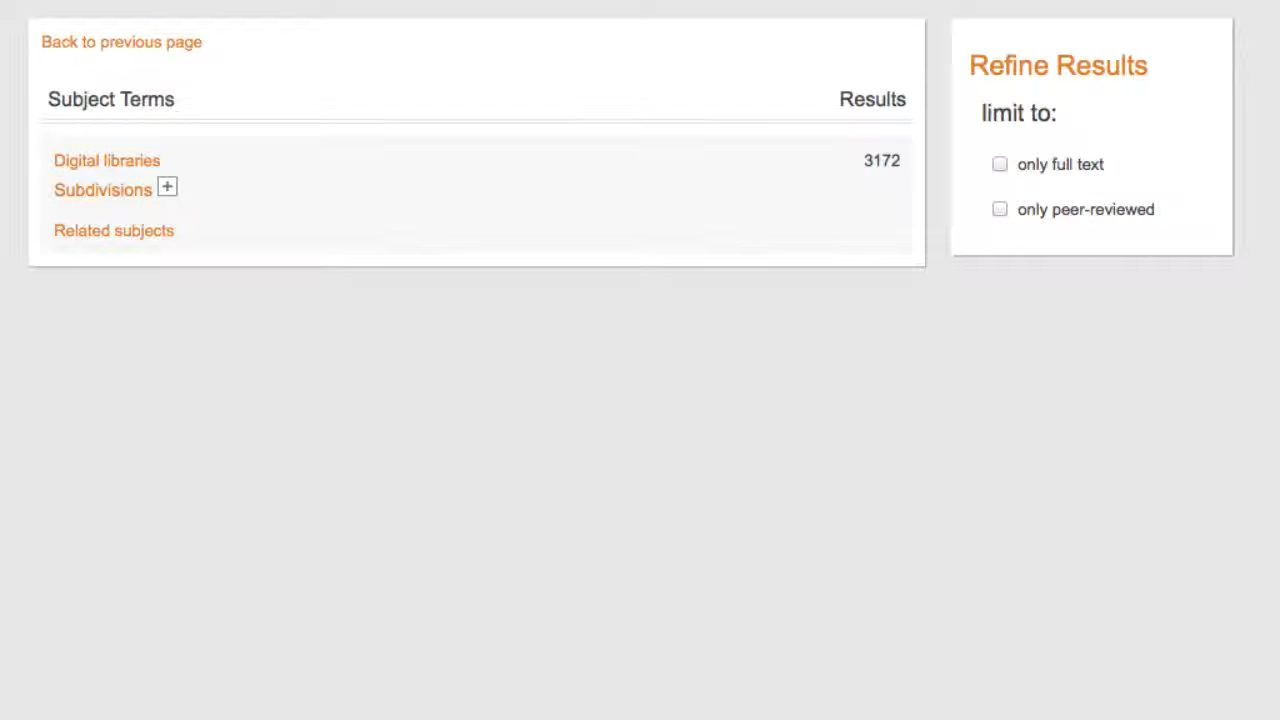 Back to previous page
Subject Terms Results
Digital libraries 3172
Subdivisions +
Related subjects
Refine Results
limit to:
only full text
only peer-reviewed